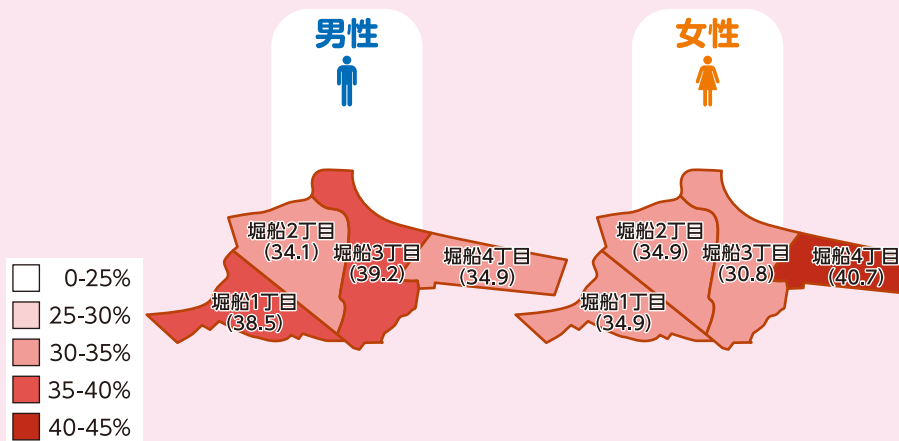 男性
女性
堀船2丁目
(34.1)
堀船3丁目
(39.2)
堀船4丁目
(34.9)
堀船1丁目
(38.5)
堀船2丁目
(34.9)
堀船3丁目
(30.8)
堀船4丁目
(40.7)
堀船1丁目
(34.9)
0-25%
25-30%
30-35%
35-40%
40-45%